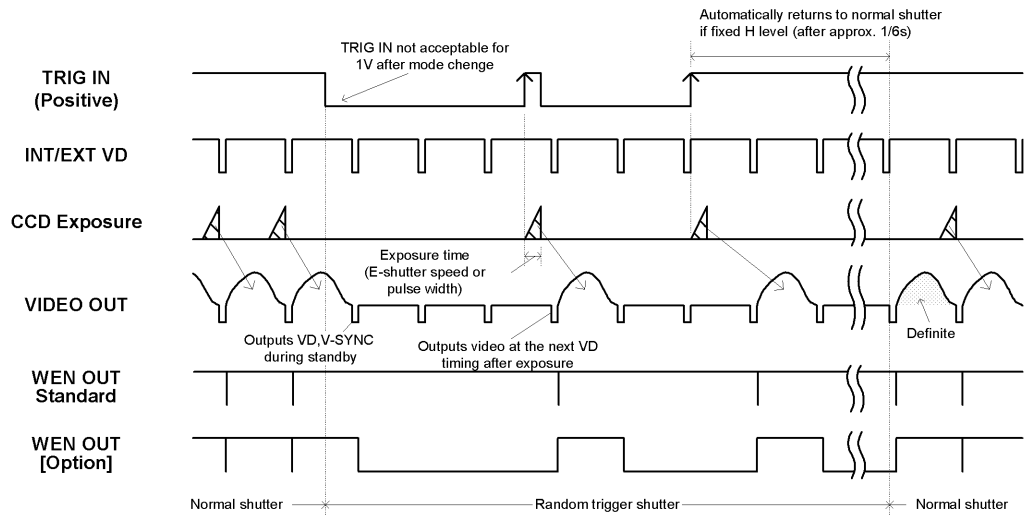 Automatically returns to normal shutter
if fixed H level (after approx. 1/6s)
TRIG IN not acceptable for
1V after mode chenge
TRIG IN
(Positive)
INT/EXT VD
CCD Exposure
Exposure time
(E-shutter speed or
pulse width)
VIDEO OUT
Outputs VD,V-SYNC
during standby
Outputs video at the next VD
timing after exposure
Definite
WEN OUT
Standard
WEN OUT
[Option]
Normal shutter
Random trigger shutter
Normal shutter